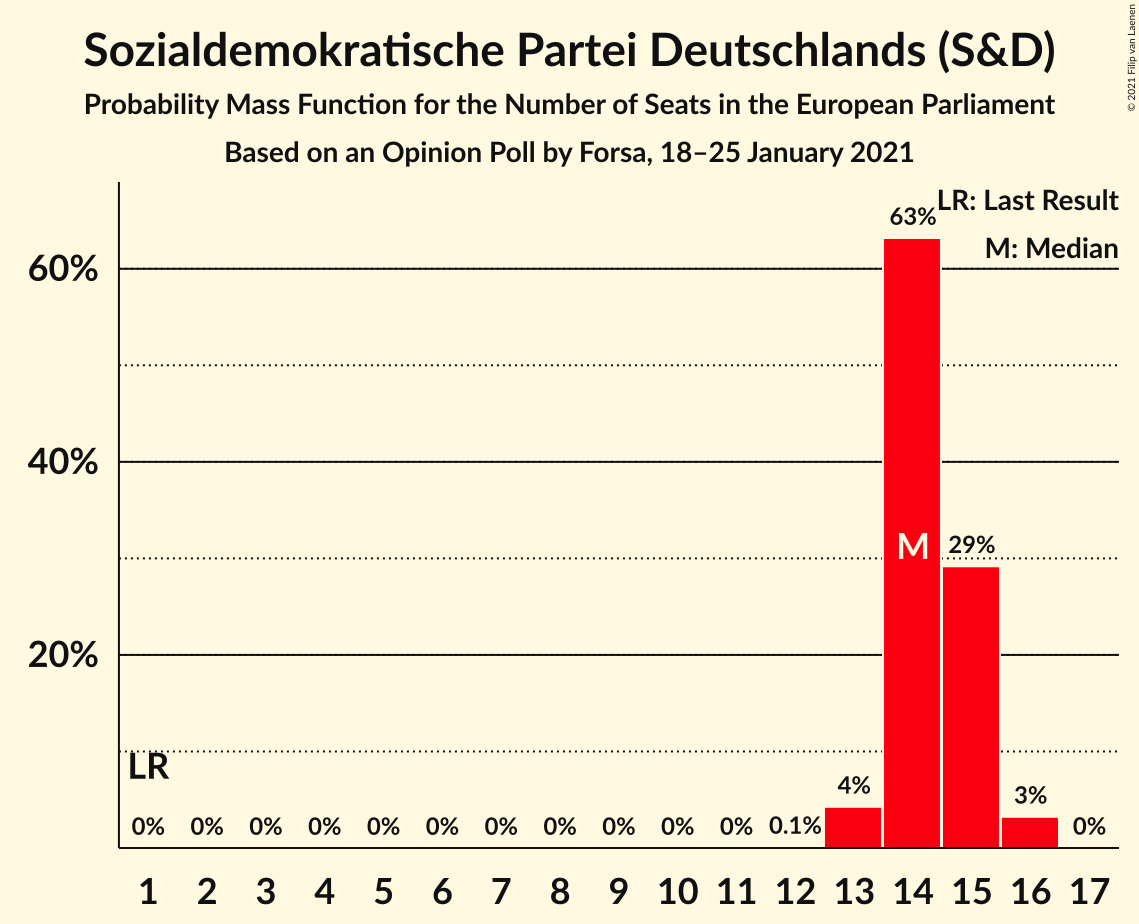 Sozialdemokratische Partei Deutschlands (S&D)
Probability Mass Function for the Number of Seats in the European Parliament
Based on an Opinion Poll by Forsa, 18–25 January 2021
© 2021 Filip van Laenen
LR: Last Result
M: Median
63%
60%
40%
M
29%
20%
LR
4%
3%
0% 0% 0% 0% 0% 0% 0% 0% 0% 0% 0% 0.1% 0%
1 2 3 4 5 6 7 8 9 10 11 12 13 14 15 16 17